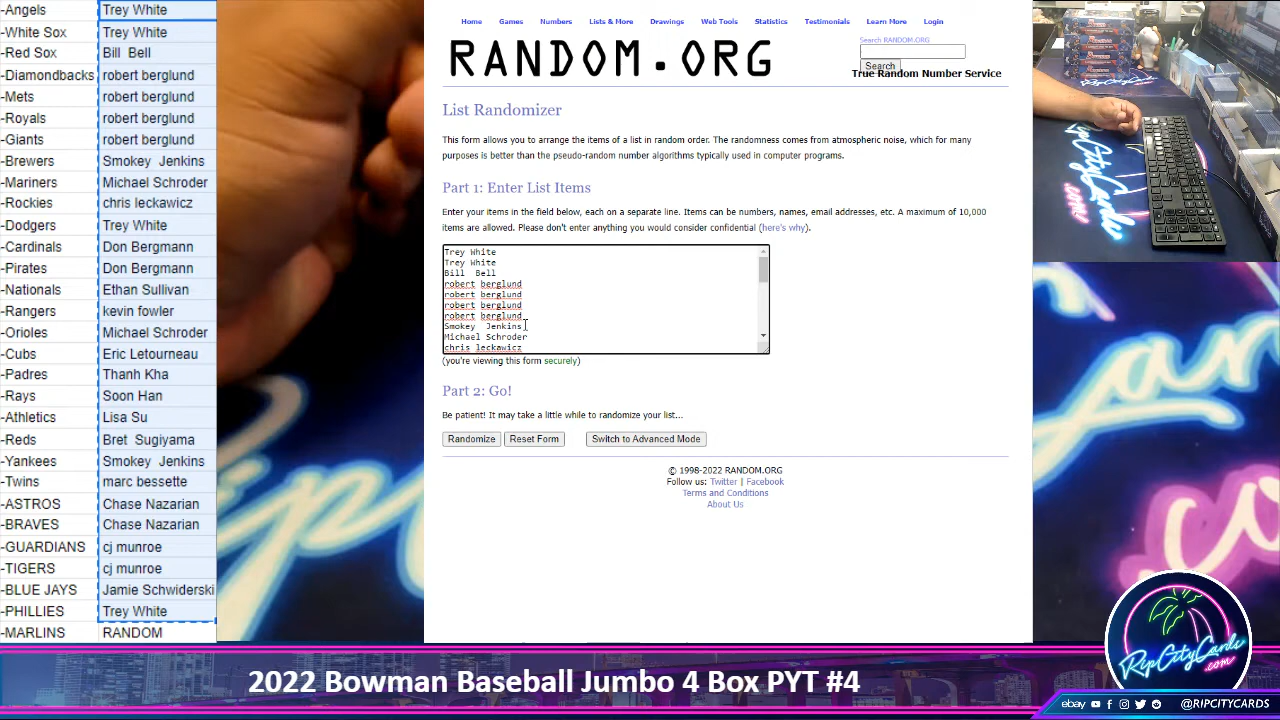 -Angels Trey White
-White Sox Trey White
-Red Sox Bill Bell
-Diamondbacks robert berglund
-Mets robert berglund
-Royals robert berglund
-Giants robert berglund
-Brewers Smokey Jenkins
-Mariners Michael Schroder
-Rockies chris leckawicz
-Dodgers Trey White
-Cardinals Don Bergmann
-Pirates Don Bergmann
-Nationals Ethan Sullivan
-Rangers kevin fowler
-Orioles Michael Schroder
-Cubs Eric Letourneau
-Padres Thanh Kha
-Rays Soon Han
-Athletics Lisa Su
-Reds Bret Sugiyama
-Yankees Smokey Jenkins
-Twins marc bessette
-ASTROS Chase Nazarian
-BRAVES Chase Nazarian
-GUARDIANS cj munroe
-TIGERS cj munroe
-BLUE JAYS Jamie Schwiderski
-PHILLIES Trey White
-MARLINS RANDOM
Home Games Numbers Lists & More Drawings Web Tools Statistics Testimonials Learn More Login
Search RANDOM.ORG
Search
RANDOM.ORG
True Random Number Service
List Randomizer
This form allows you to arrange the items of a list in random order. The randomness comes from atmospheric noise, which for many
purposes is better than the pseudo-random number algorithms typically used in computer programs.
Part 1: Enter List Items
Enter your items in the field below, each on a separate line. Items can be numbers, names, email addresses, etc. A maximum of 10,000
items are allowed. Please don't enter anything you would consider confidential (here's why).
Trey White
Trey White
Bill Bell
robert berglund
robert berglund
robert berglund
robert berglund
Smokey Jenkins
Michael Schroder
chris leckawicz
(you're viewing this form securely)
Part 2: Go!
Be patient! It may take a little while to randomize your list...
Randomize Reset Form Switch to Advanced Mode
© 1998-2022 RANDOM.ORG
Follow us: Twitter | Facebook
Terms and Conditions
About Us
RipCityCards
.com
RipCityCards
.com
2022 Bowman Baseball Jumbo 4 Box PYT #4
ebay @RIPCITYCARDS